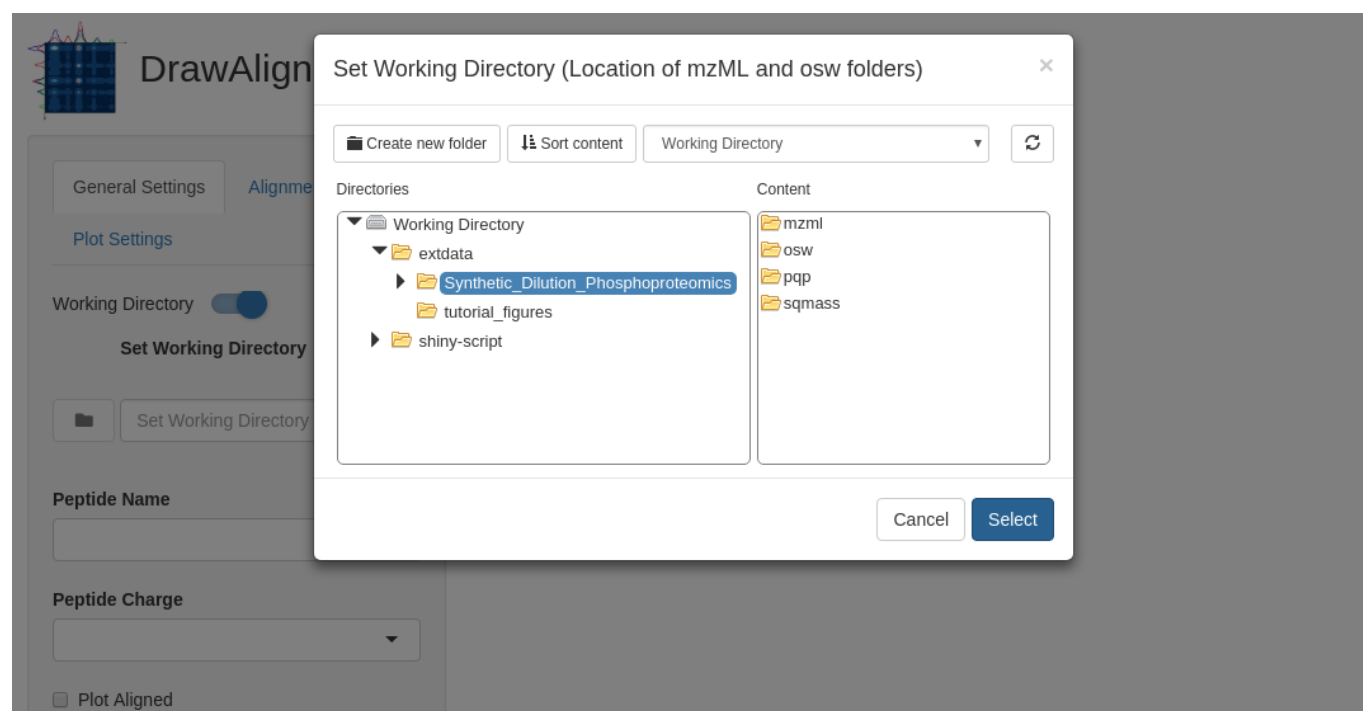 DrawAlign
Set Working Directory (Location of mzML and osw folders)
×
Create new folder
Sort content
Working Directory
General Settings
Alignme
Plot Settings
Directories
Content
Working Directory
extdata
Synthetic_Dilution_Phosphoproteomics
tutorial_figures
shiny-script
mzml
osw
pqp
sqmass
Working Directory
Set Working Directory
Set Working Directory
Cancel
Select
Peptide Name
Peptide Charge
Plot Aligned